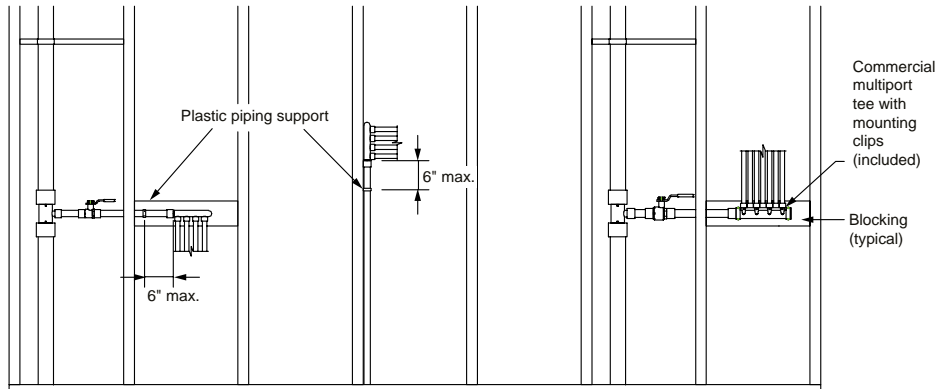 Plastic piping support
6" max.
6" max.
Commercial
multiport
tee with
mounting
clips
(included)
Blocking
(typical)